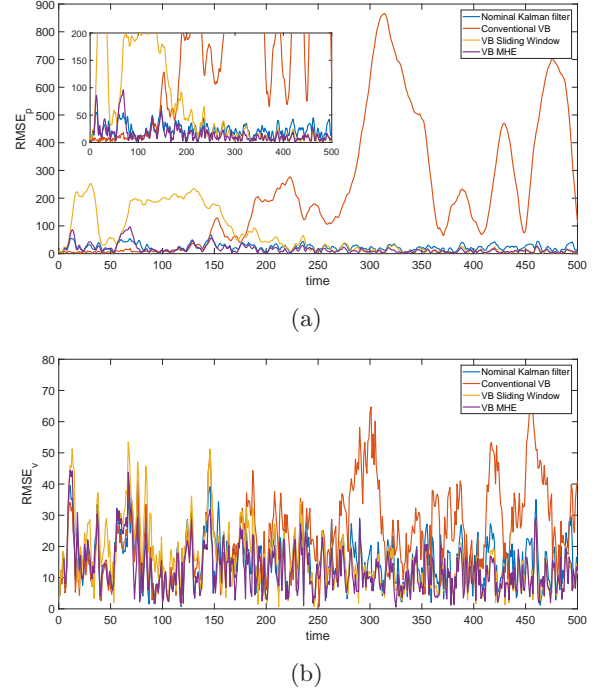 900
800
700
600
500
400
300
200
100
0
RMSE_p
200
150
100
50
0
0 100 200 300 400 500
Nominal Kalman filter
Conventional VB
VB Sliding Window
VB MHE
0 50 100 150 200 250 300 350 400 450 500
time
(a)
80
70
60
50
40
30
20
10
0
RMSE_v
Nominal Kalman filter
Conventional VB
VB Sliding Window
VB MHE
0 50 100 150 200 250 300 350 400 450 500
time
(b)